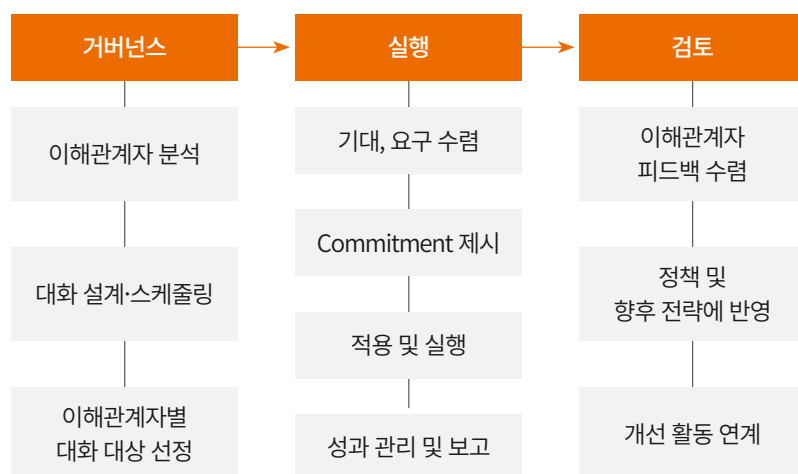 거버넌스
이해관계자 분석
대화 설계·스케줄링
이해관계자별
대화 대상 선정
실행
기대, 요구 수렴
Commitment 제시
적용 및 실행
성과 관리 및 보고
검토
이해관계자
피드백 수렴
정책 및
향후 전략에 반영
개선 활동 연계